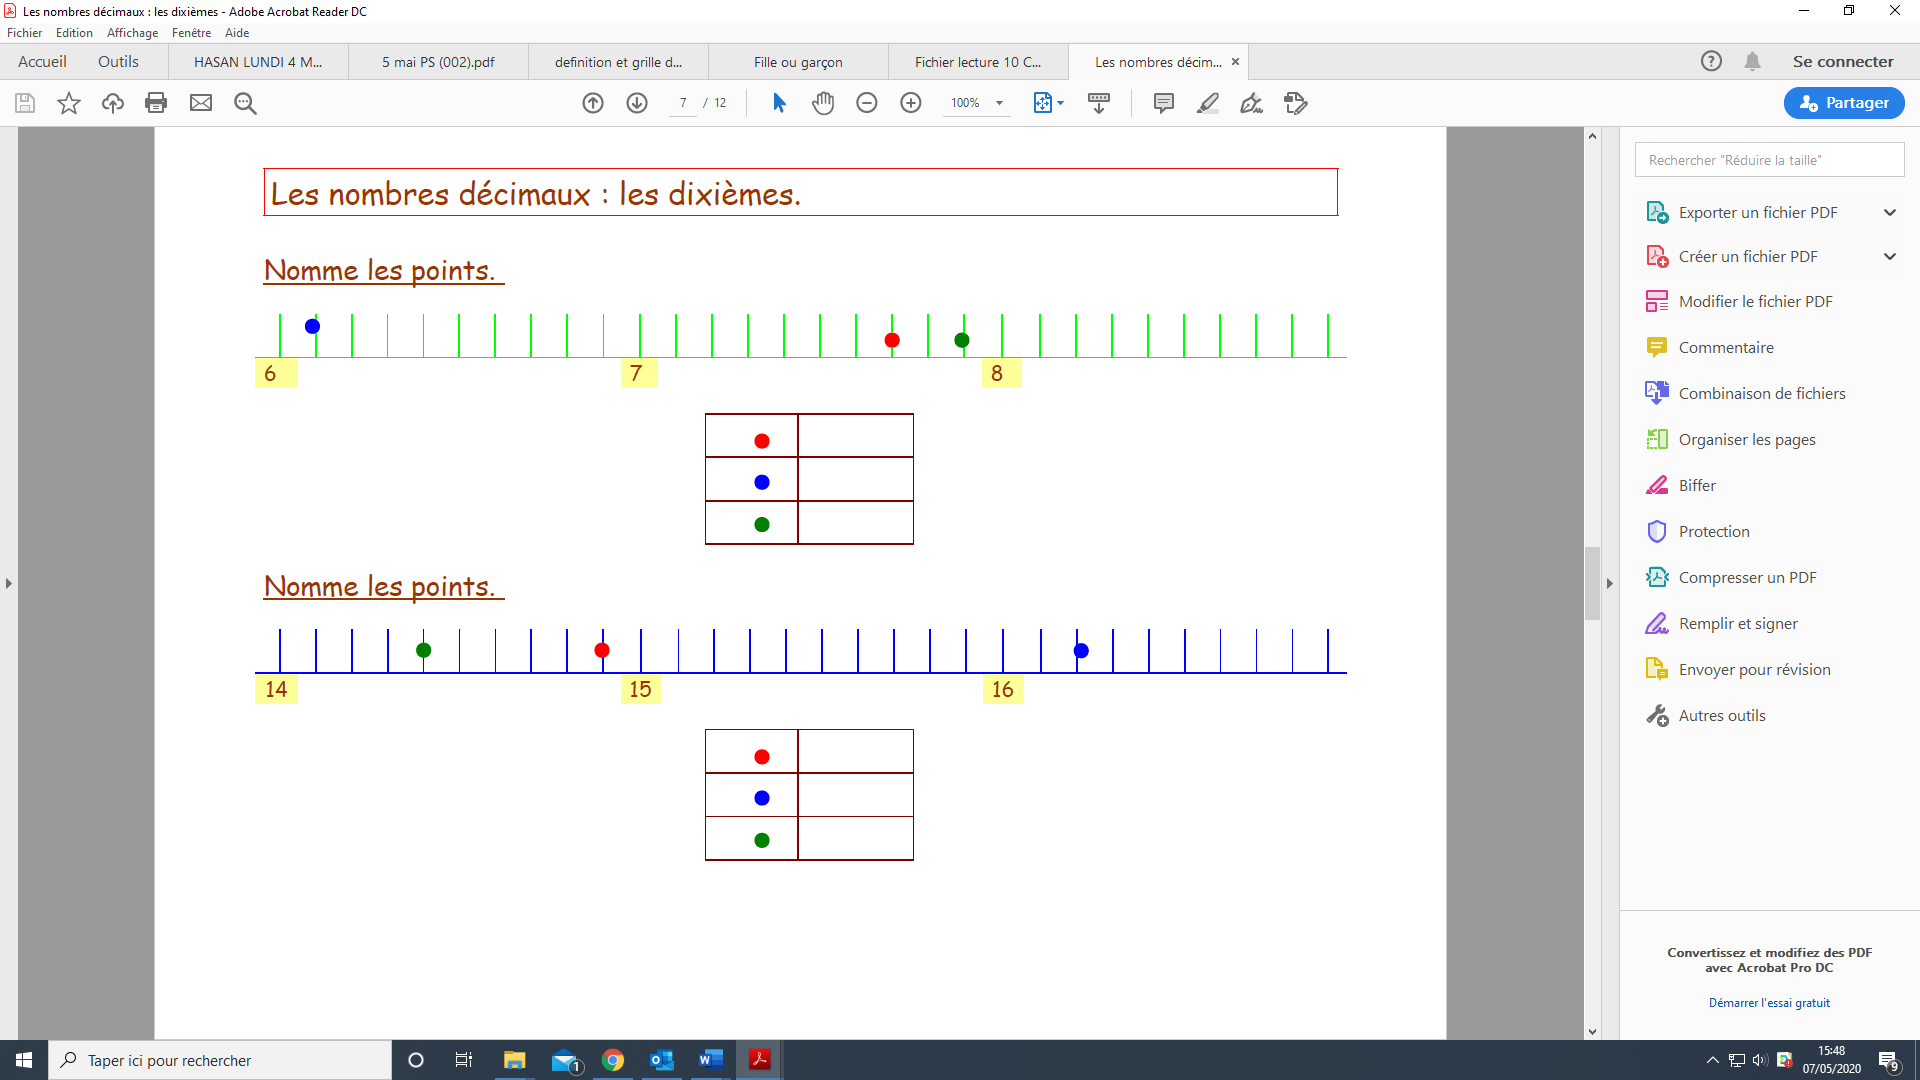 Les nombres décimaux : les dixièmes - Adobe Acrobat Reader DC
Fichier Edition Affichage Fenêtre Aide
Accueil Outils HASAN LUNDI 4 M... 5 mai PS (002).pdf definition et grille d... Fille ou garçon Fichier lecture 10 C... Les nombres décim... Se connecter
7 / 12 100% Partager
Les nombres décimaux : les dixièmes.
Nomme les points.
6 7 8
Nomme les points.
14 15 16
Rechercher "Réduire la taille"
Exporter un fichier PDF
Créer un fichier PDF
Modifier le fichier PDF
Commentaire
Combinaison de fichiers
Organiser les pages
Biffer
Protection
Compresser un PDF
Remplir et signer
Envoyer pour révision
Autres outils
Convertissez et modifiez des PDF
avec Acrobat Pro DC
Démarrer l'essai gratuit
Taper ici pour rechercher
1
15:48
07/05/2020
9